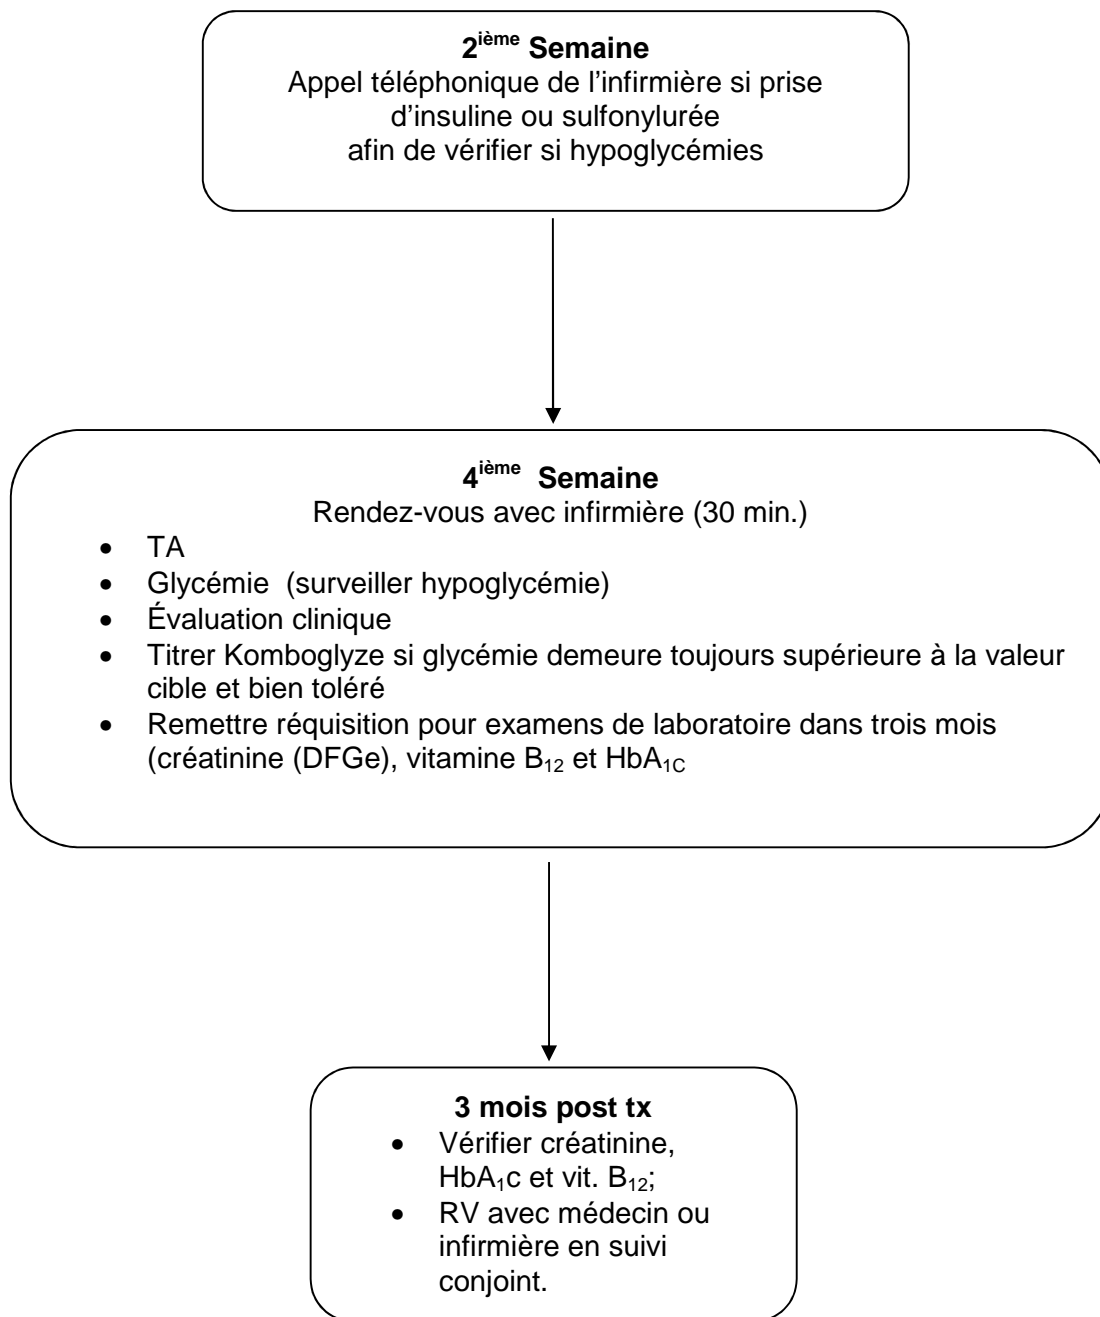 2ième Semaine
Appel téléphonique de l'infirmière si prise
d'insuline ou sulfonylurée
afin de vérifier si hypoglycémies
4ième Semaine
Rendez-vous avec infirmière (30 min.)
• TA
• Glycémie (surveiller hypoglycémie)
• Évaluation clinique
• Titrer Komboglyze si glycémie demeure toujours supérieure à la valeur
cible et bien toléré
• Remettre réquisition pour examens de laboratoire dans trois mois
(créatinine (DFGe), vitamine B12 et HbA1C
3 mois post tx
• Vérifier créatinine,
HbA1c et vit. B12;
• RV avec médecin ou
infirmière en suivi
conjoint.